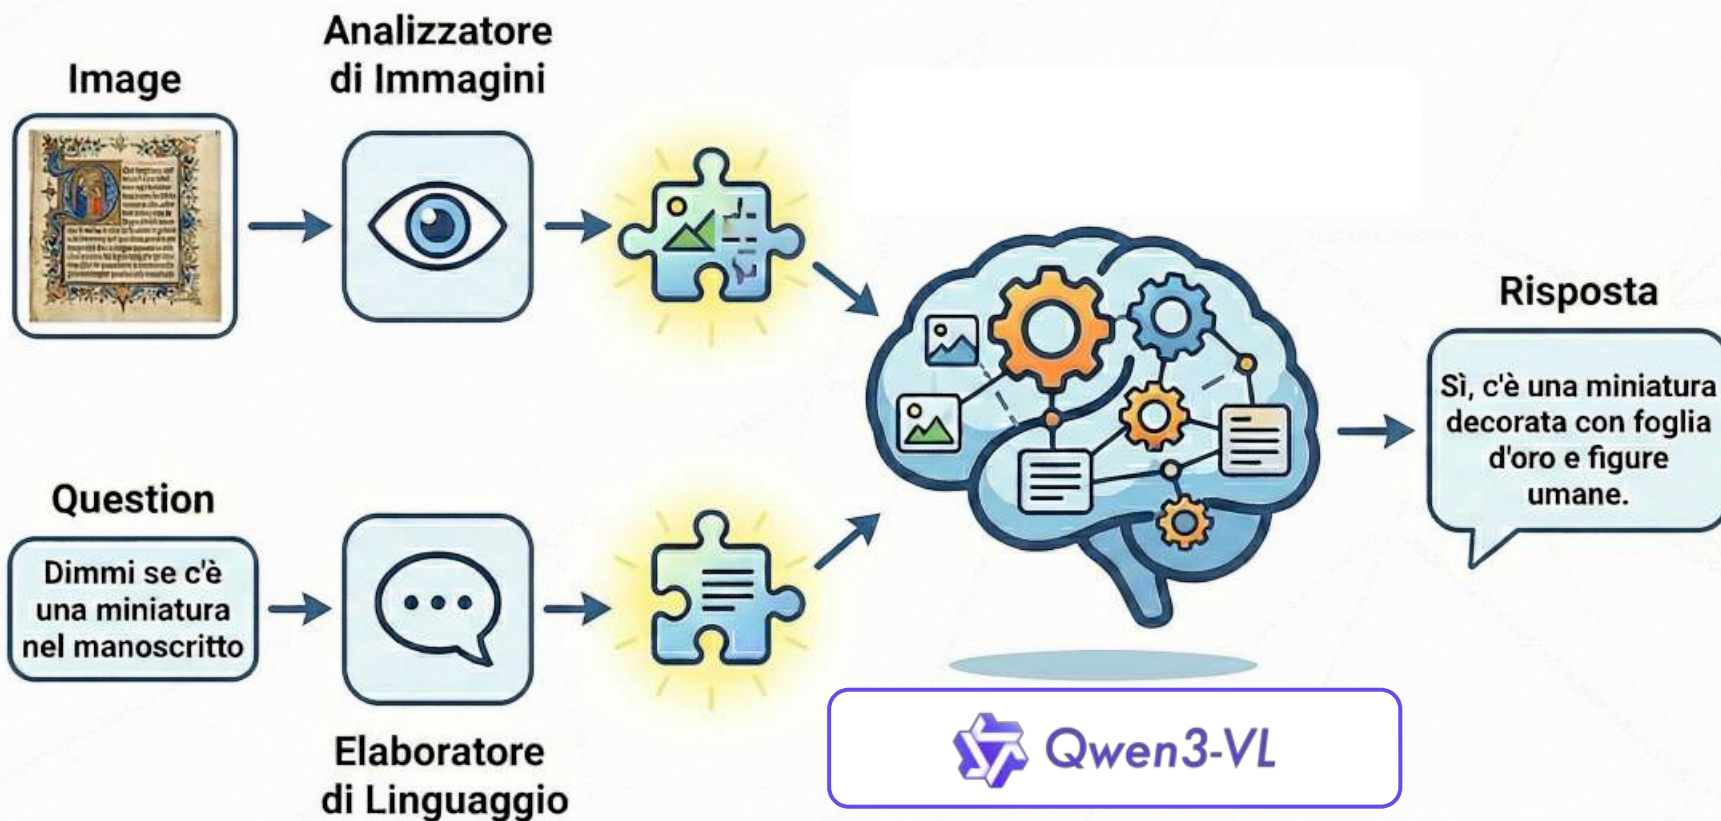 Image
Analizzatore
di Immagini
Question
Dimmi se c'è
una miniatura
nel manoscritto
Elaboratore
di Linguaggio
Qwen3-VL
Risposta
Sì, c'è una miniatura
decorata con foglia
d'oro e figure
umane.